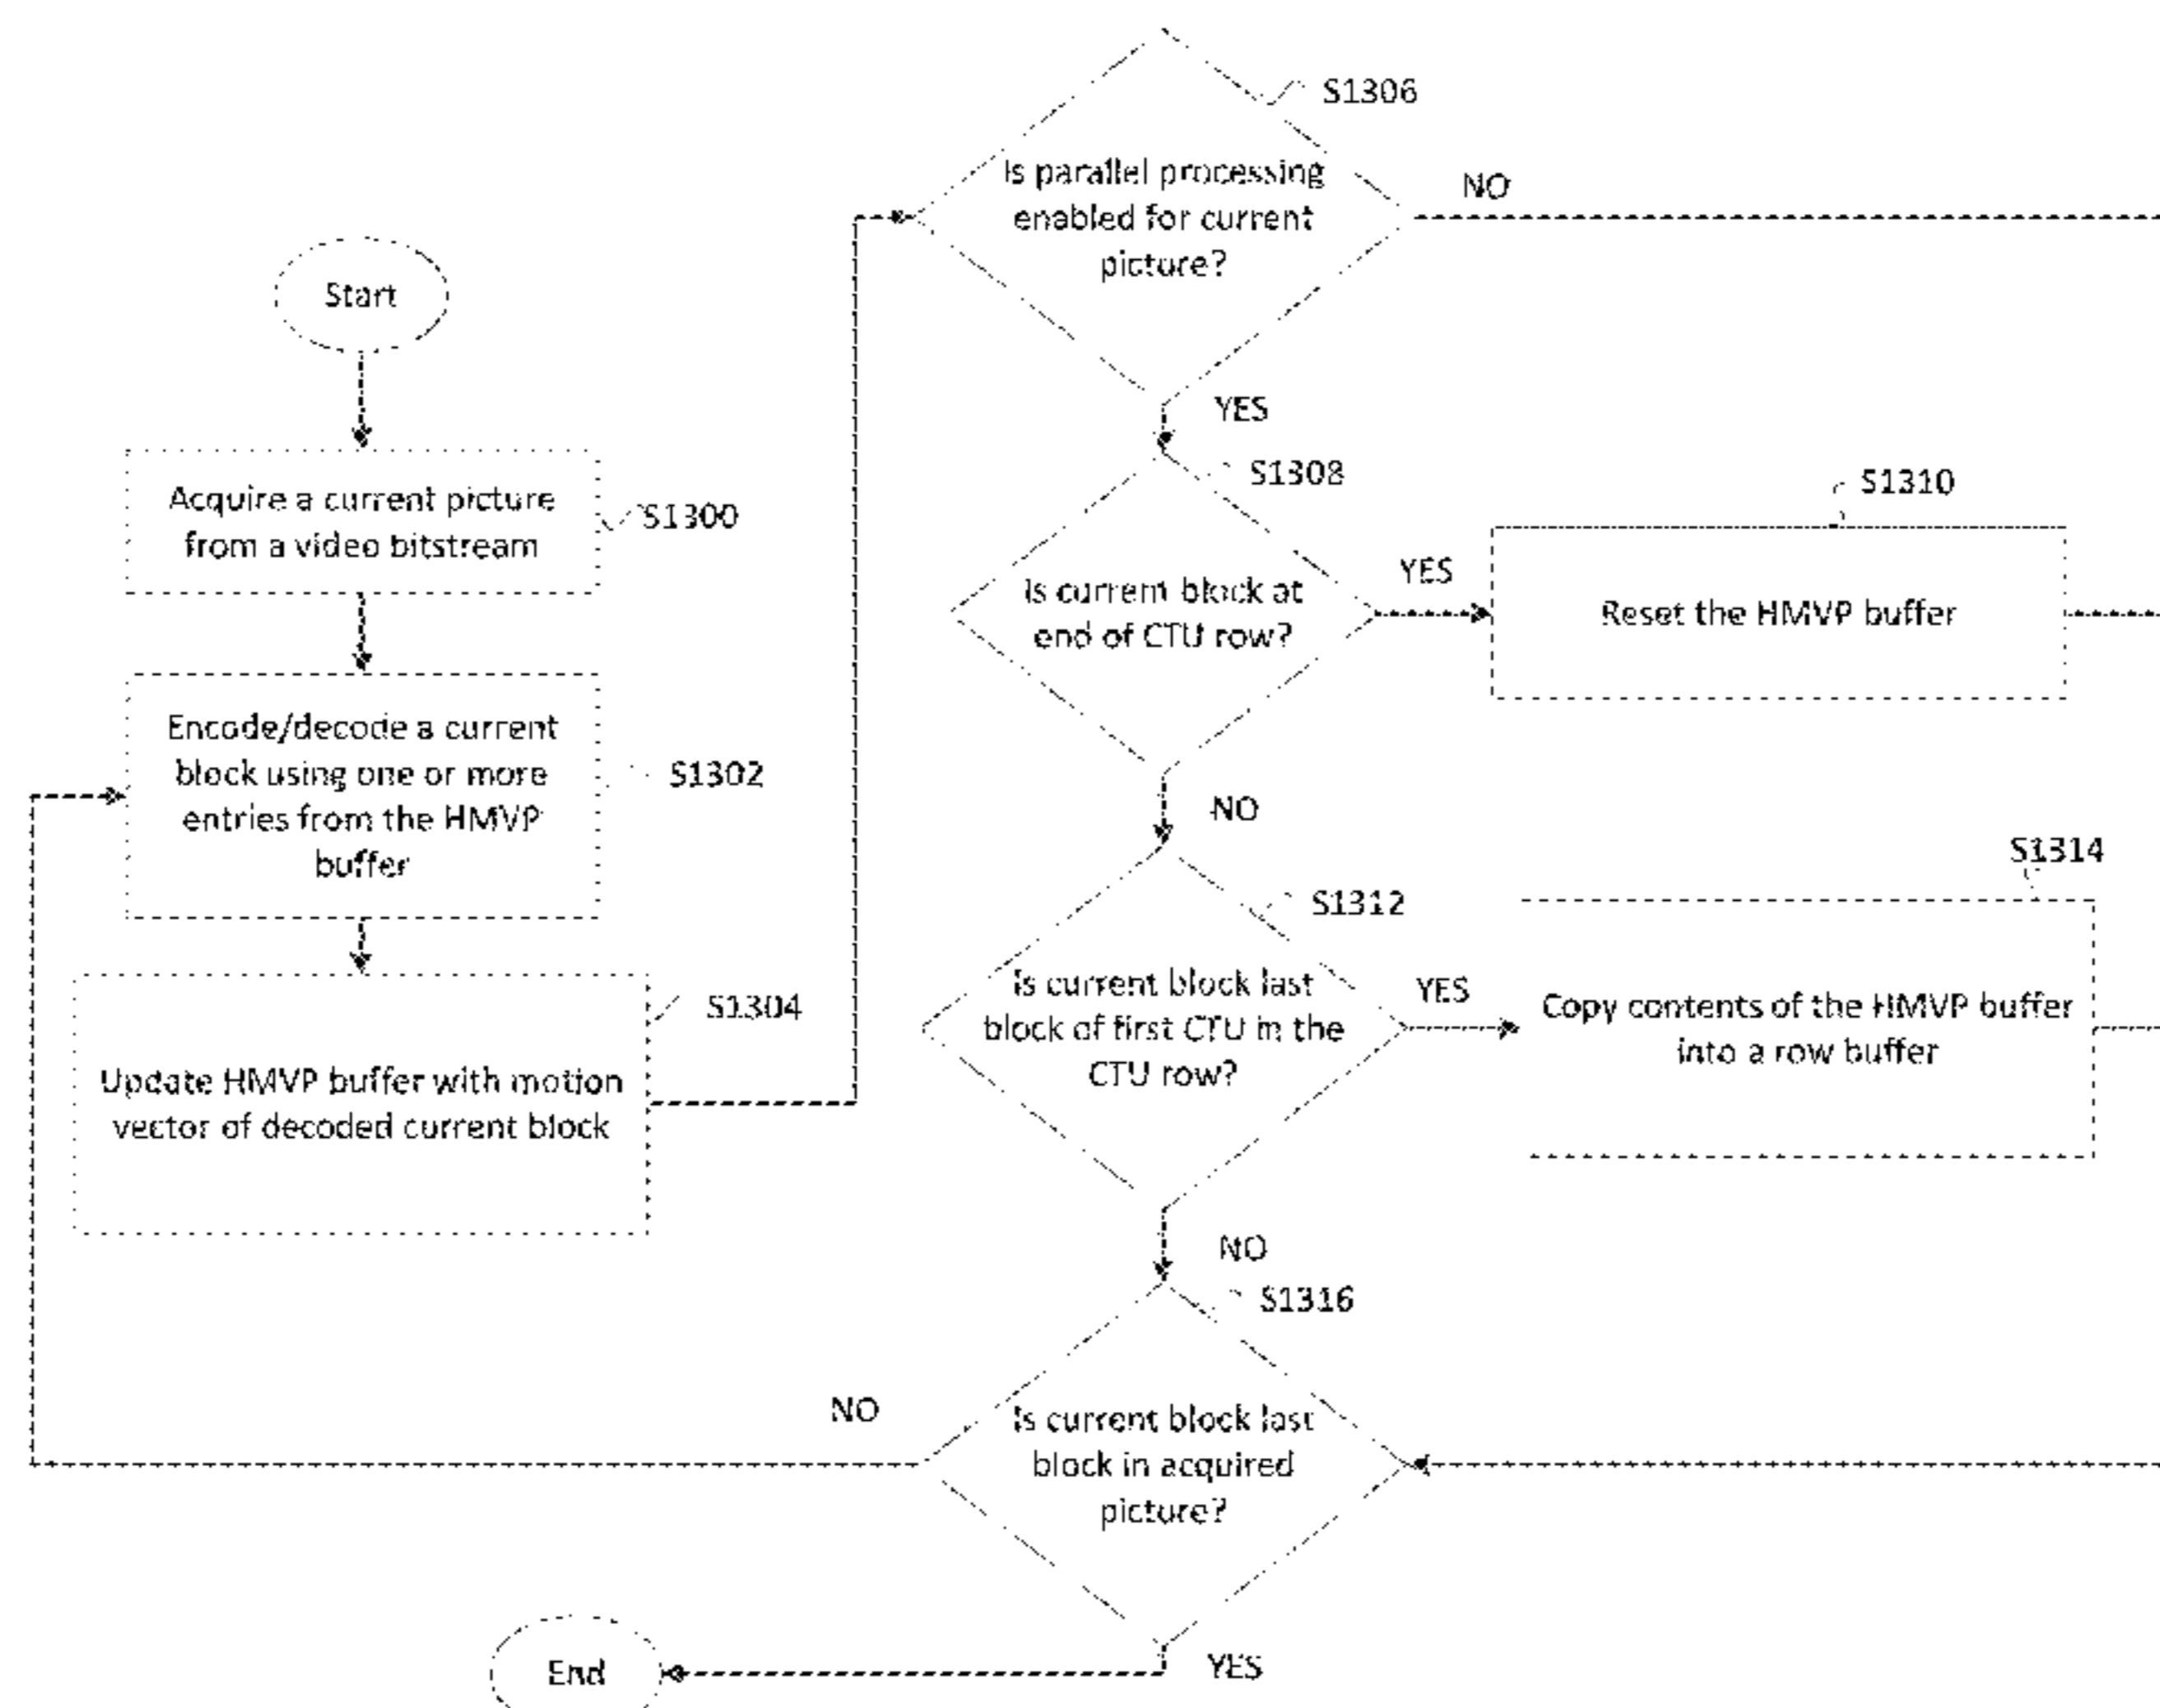 Start
Acquire a current picture
from a video bitstream
S1300
Encode/decode a current
block using one or more
entries from the HMVP
buffer
S1302
S1304
Update HMVP buffer with motion
vector of decoded current block
S1306
Is parallel processing
enabled for current
picture?
NO
YES
S1308
Is current block at
end of CTU row?
YES
S1310
Reset the HMVP buffer
NO
S1312
Is current block last
block of first CTU in the
CTU row?
YES
S1314
Copy contents of the HMVP buffer
into a row buffer
NO
S1316
Is current block last
block in acquired
picture?
NO
YES
End